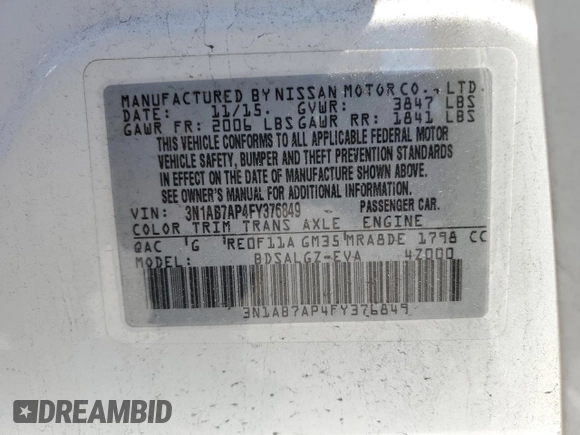 MANUFACTURED BY NISSAN MOTOR CO., LTD.
DATE: 11/15. GVWR: 3847 LBS
GAWR FR: 2006 LBS GAWR RR: 1841 LBS
THIS VEHICLE CONFORMS TO ALL APPLICABLE FEDERAL MOTOR
VEHICLE SAFETY, BUMPER AND THEFT PREVENTION STANDARDS
IN EFFECT ON THE DATE OF MANUFACTURE SHOWN ABOVE.
SEE OWNER'S MANUAL FOR ADDITIONAL INFORMATION.
VIN: 3N1AB7AP4FY376849 PASSENGER CAR.
COLOR TRIM TRANS AXLE ENGINE
QAC G RE0F11A GM35 MRA8DE 1798 CC
MODEL: BDSALGZ-EVA 4Z000
3N1AB7AP4FY376849
DREAMBID